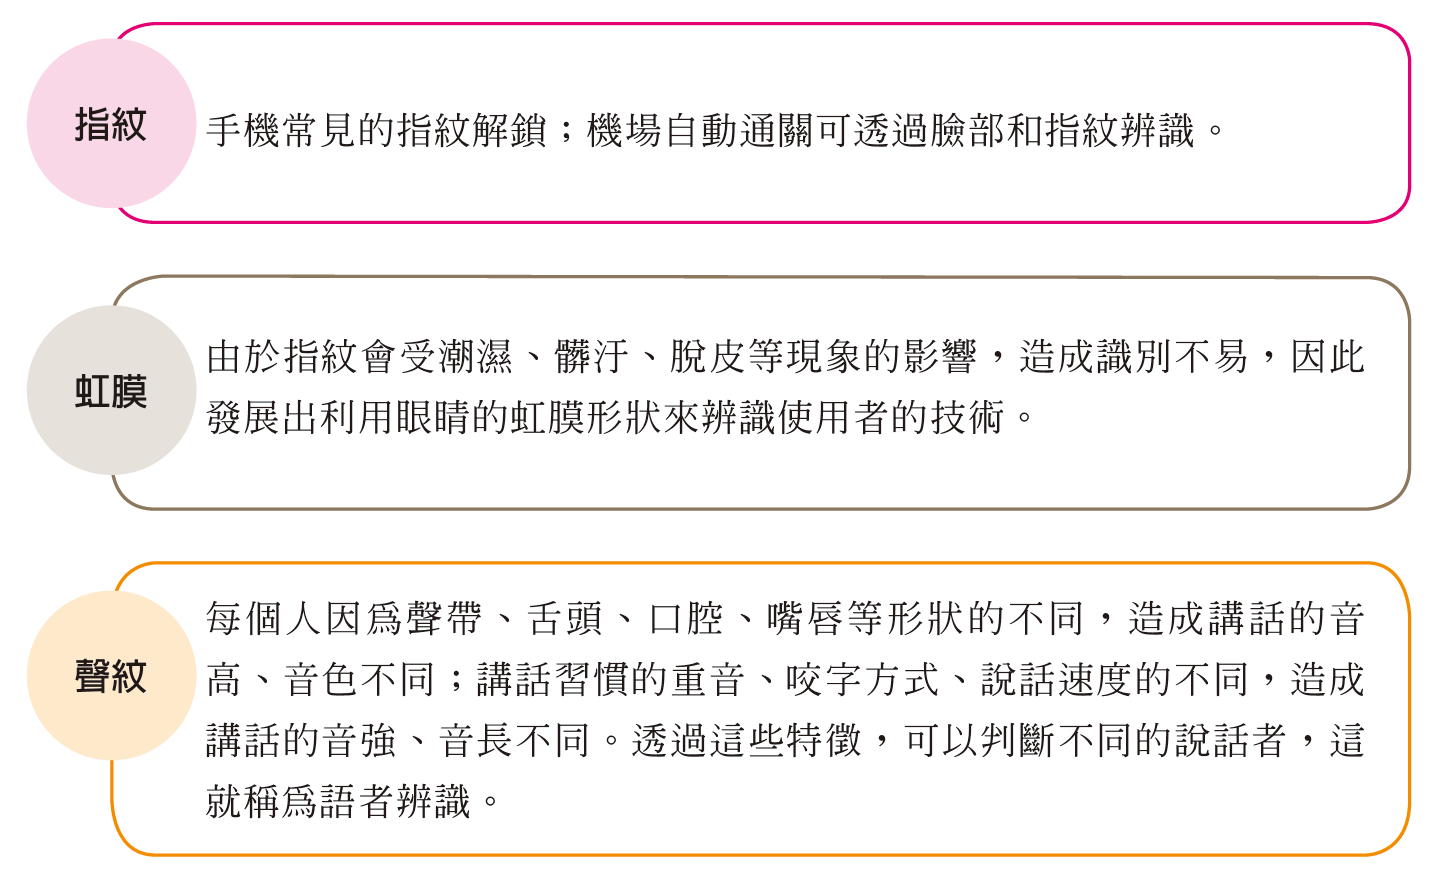 指紋
手機常見的指紋解鎖；機場自動通關可透過臉部和指紋辨識。
虹膜
由於指紋會受潮濕、髒汙、脫皮等現象的影響，造成識別不易，因此
發展出利用眼睛的虹膜形狀來辨識使用者的技術。
聲紋
每個人因為聲帶、舌頭、口腔、嘴唇等形狀的不同，造成講話的音
高、音色不同；講話習慣的重音、咬字方式、說話速度的不同，造成
講話的音強、音長不同。透過這些特徵，可以判斷不同的說話者，這
就稱為語者辨識。